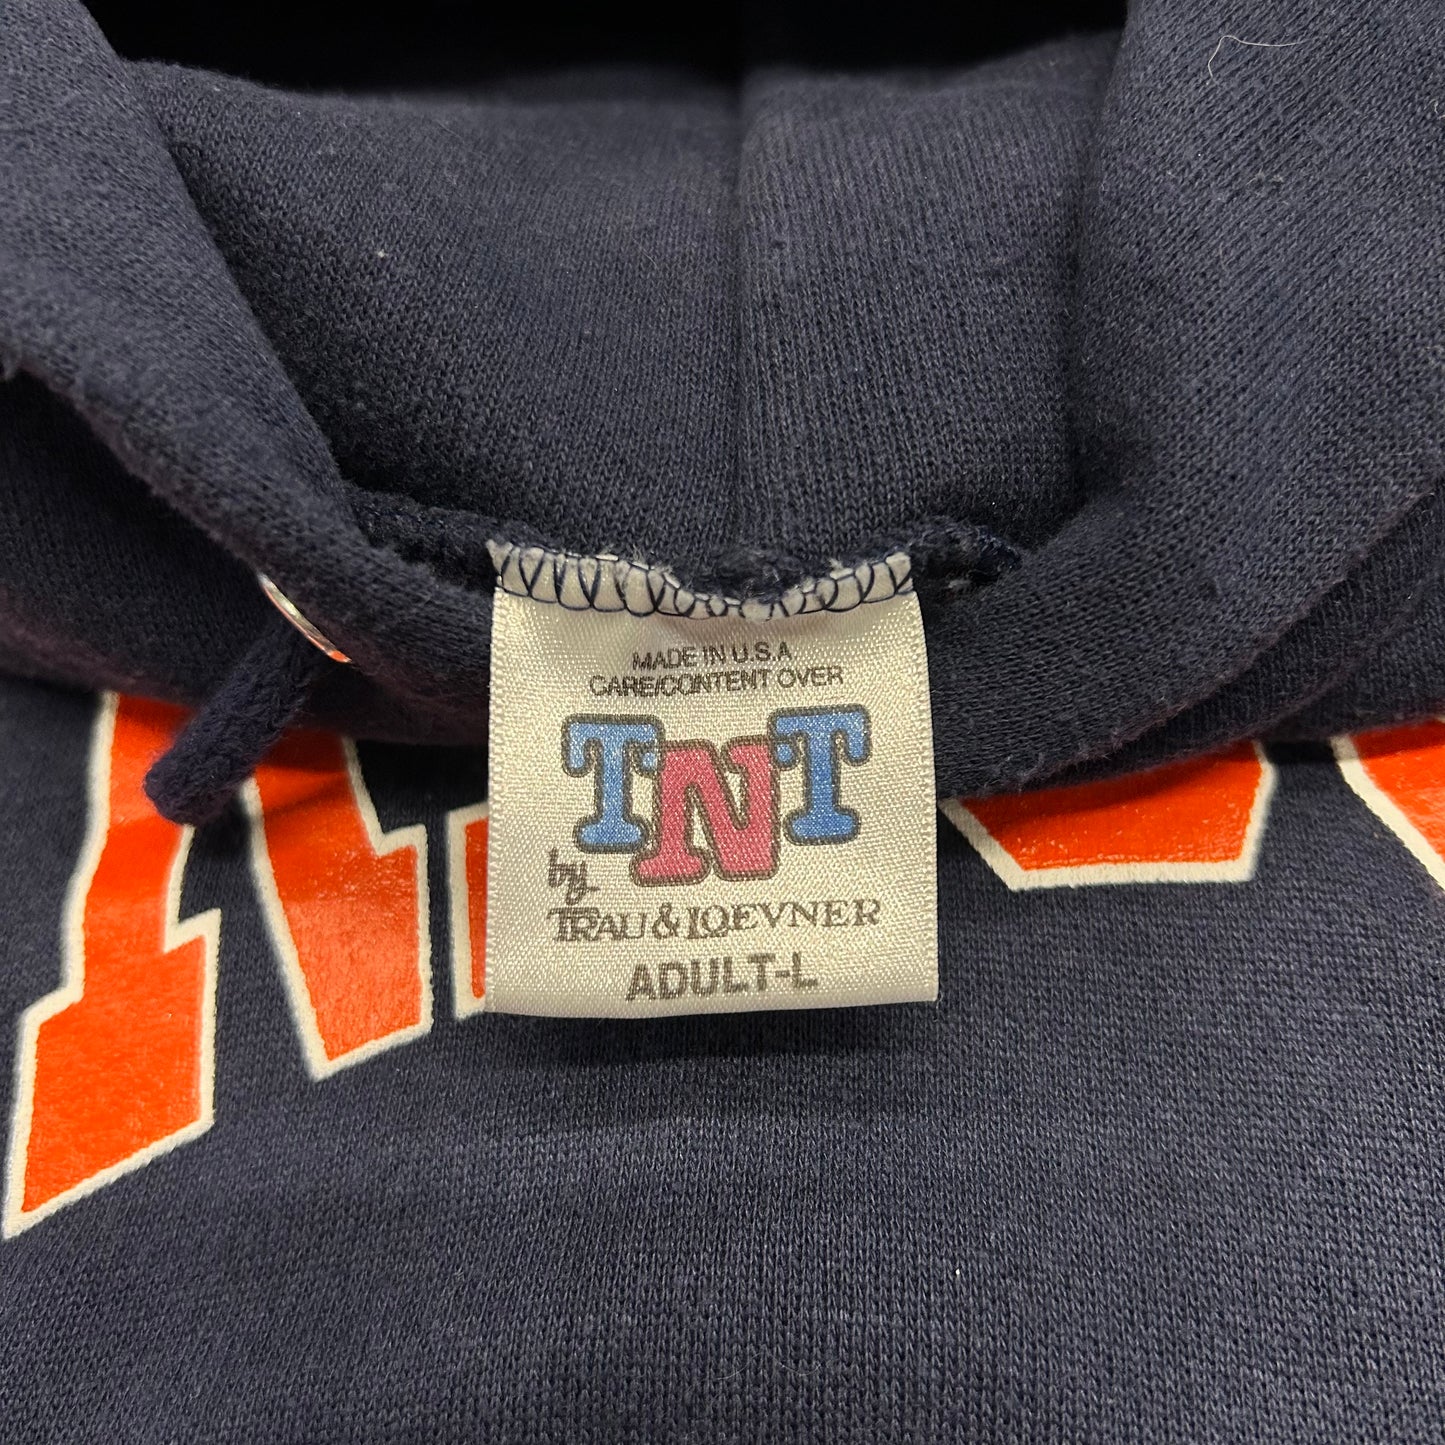 MADE IN U.S.A
CARE/CONTENT OVER
TNT
by
TRAU & LOEVNER
ADULT-L